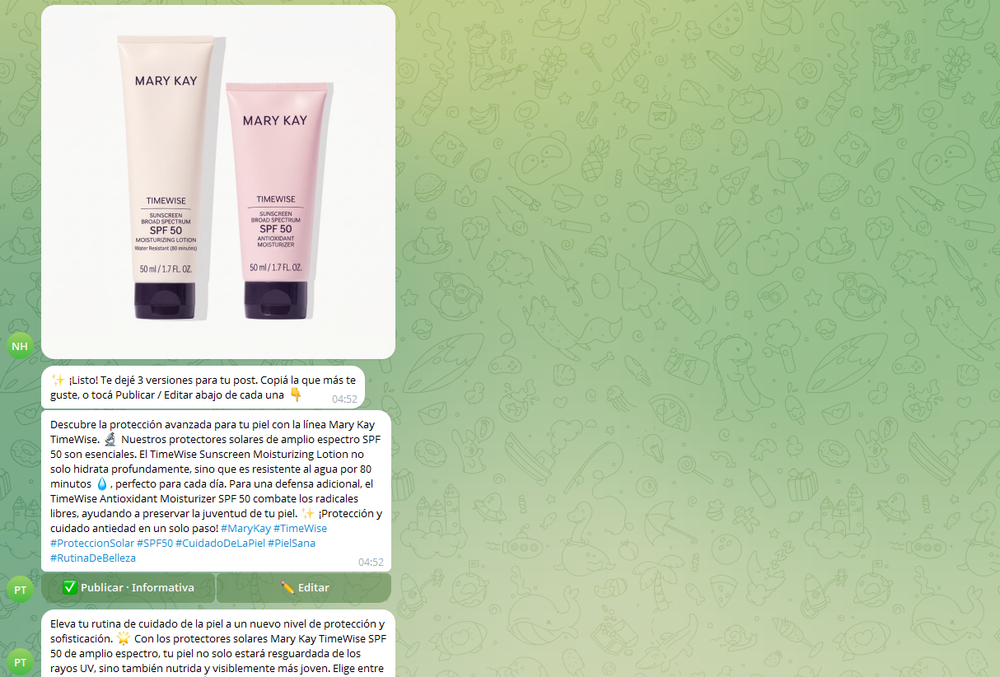 MARY KAY
TIMEWISE
SUNSCREEN
BROAD SPECTRUM
SPF 50
MOISTURIZING LOTION
Water Resistant (80 minutes)
50 ml / 1.7 FL. OZ.
MARY KAY
TIMEWISE
SUNSCREEN
BROAD SPECTRUM
SPF 50
ANTIOXIDANT
MOISTURIZER
50 ml / 1.7 FL. OZ.
NH
✨ ¡Listo! Te dejé 3 versiones para tu post. Copiá la que más te
guste, o tocá Publicar / Editar abajo de cada una 👇
04:52
Descubre la protección avanzada para tu piel con la línea Mary Kay
TimeWise. 🔬 Nuestros protectores solares de amplio espectro SPF
50 son esenciales. El TimeWise Sunscreen Moisturizing Lotion no
solo hidrata profundamente, sino que es resistente al agua por 80
minutos 💧, perfecto para cada día. Para una defensa adicional, el
TimeWise Antioxidant Moisturizer SPF 50 combate los radicales
libres, ayudando a preservar la juventud de tu piel. ✨ ¡Protección y
cuidado antiedad en un solo paso! #MaryKay #TimeWise
#ProteccionSolar #SPF50 #CuidadoDeLaPiel #PielSana
#RutinaDeBelleza
04:52
PT
✅ Publicar · Informativa
✏️ Editar
Eleva tu rutina de cuidado de la piel a un nuevo nivel de protección y
sofisticación. 🌟 Con los protectores solares Mary Kay TimeWise SPF
50 de amplio espectro, tu piel no solo estará resguardada de los
rayos UV, sino también nutrida y visiblemente más joven. Elige entre
PT